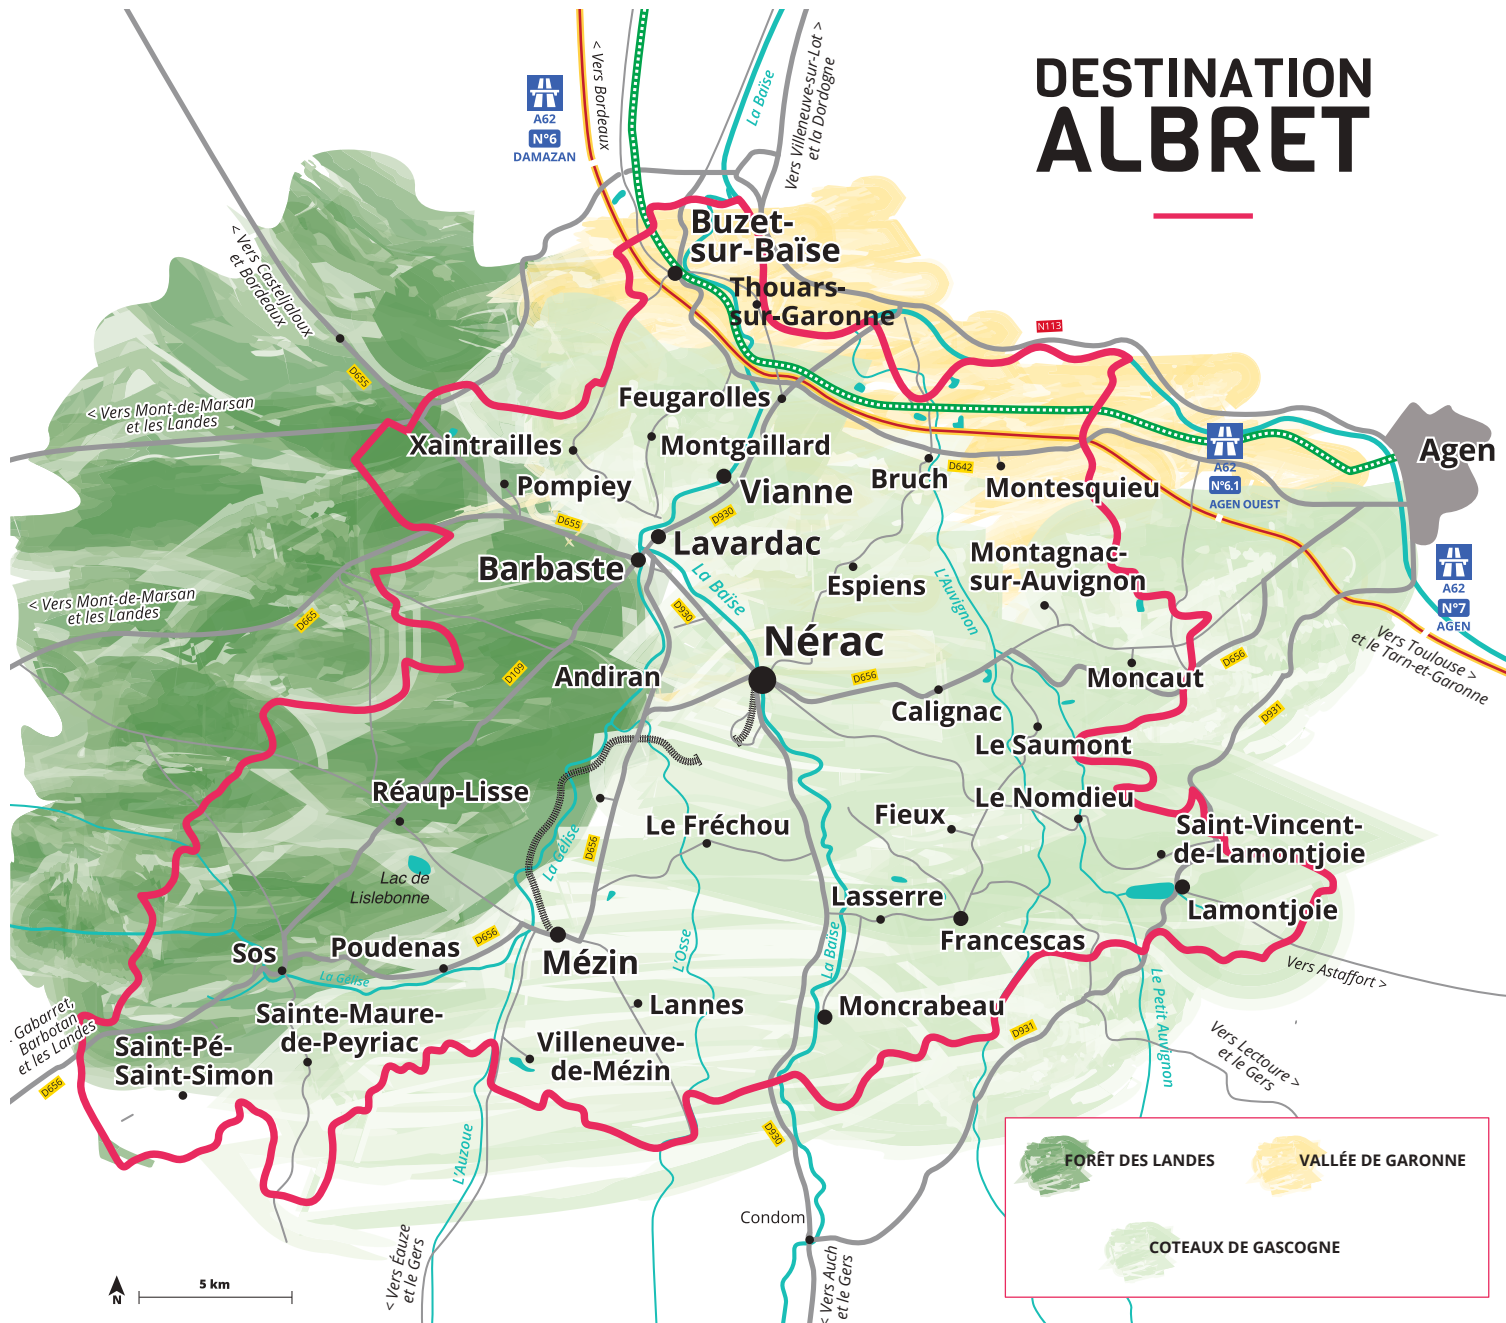 DESTINATION
ALBRET
A62
N°6
DAMAZAN
< Vers Bordeaux
La Baïse
Vers Villeneuve-sur-Lot >
et la Dordogne
< Vers Casteljaloux
et Bordeaux
Buzet-
sur-Baïse
Thouars-
sur-Garonne
N113
D655
< Vers Mont-de-Marsan
et les Landes
Feugarolles
Xaintrailles
Montgaillard
Pompiey
Vianne
Bruch
D642
Montesquieu
A62
N°6.1
AGEN OUEST
Agen
D655
D930
Lavardac
Barbaste
La Baïse
Espiens
L'Auvignon
Montagnac-
sur-Auvignon
A62
N°7
AGEN
< Vers Mont-de-Marsan
et les Landes
D665
D930
Nérac
Vers Toulouse >
et le Tarn-et-Garonne
D109
Andiran
D656
D656
Moncaut
Calignac
D931
Le Saumont
Réaup-Lisse
Le Nomdieu
Fieux
Le Fréchou
Saint-Vincent-
de-Lamontjoie
La Gélise
D656
Lac de
Lislebonne
Lasserre
Lamontjoie
Francescas
Sos
Poudenas
D656
Mézin
L'Osse
La Baïse
La Gélise
Vers Astaffort >
Le Petit Auvignon
Gabarret,
Barbotan
et les Landes
Sainte-Maure-
de-Peyriac
Lannes
Moncrabeau
D931
Saint-Pé-
Saint-Simon
Villeneuve-
de-Mézin
Vers Lectoure >
et le Gers
D656
L'Auzoue
D930
FORÊT DES LANDES
VALLÉE DE GARONNE
COTEAUX DE GASCOGNE
Condom
< Vers Éauze
et le Gers
< Vers Auch
et le Gers
5 km
N